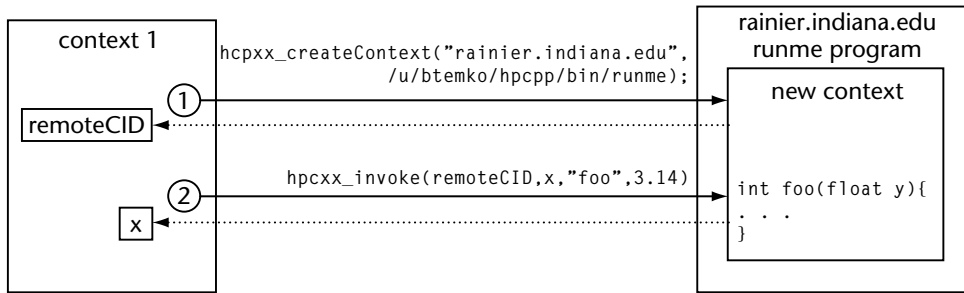 context 1
hcpxx_createContext("rainier.indiana.edu",
/u/btemko/hpcpp/bin/runme);
1
remoteCID
2
hpcxx_invoke(remoteCID,x,"foo",3.14)
x
rainier.indiana.edu
runme program
new context
int foo(float y){
. . .
}